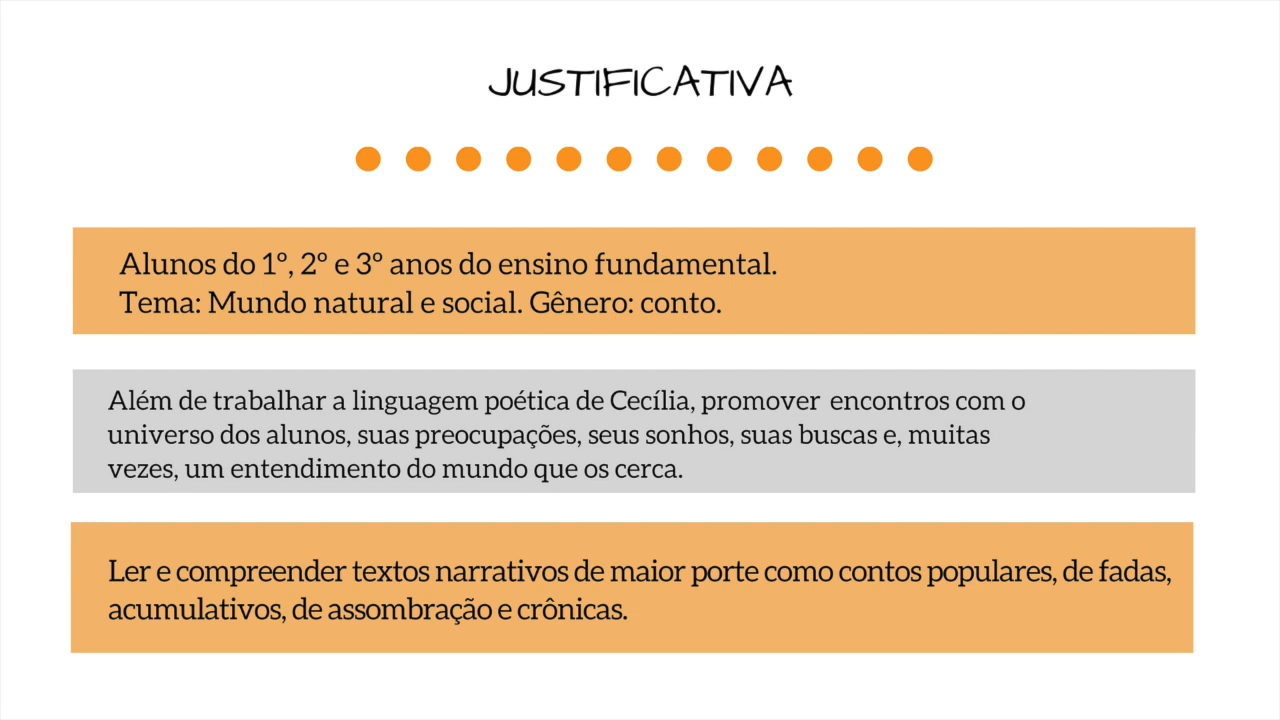 JUSTIFICATIVA
Alunos do 1º, 2º e 3º anos do ensino fundamental.
Tema: Mundo natural e social. Gênero: conto.
Além de trabalhar a linguagem poética de Cecília, promover encontros com o
universo dos alunos, suas preocupações, seus sonhos, suas buscas e, muitas
vezes, um entendimento do mundo que os cerca.
Ler e compreender textos narrativos de maior porte como contos populares, de fadas,
acumulativos, de assombração e crônicas.